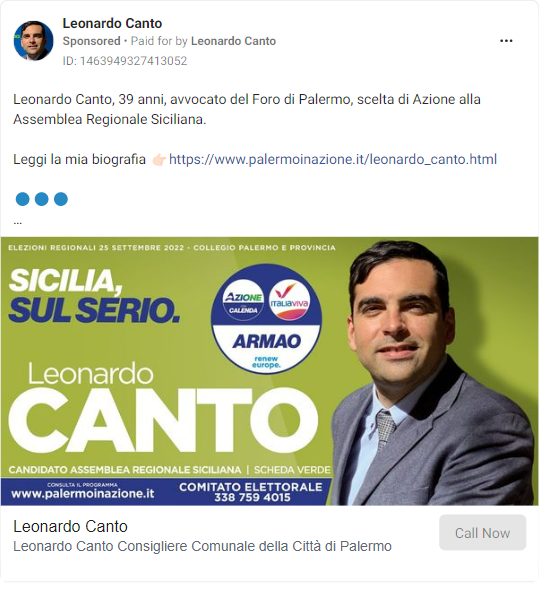 Leonardo Canto
Sponsored • Paid for by Leonardo Canto
ID: 1463949327413052
Leonardo Canto, 39 anni, avvocato del Foro di Palermo, scelta di Azione alla
Assemblea Regionale Siciliana.
Leggi la mia biografia 👉🏻 https://www.palermoinazione.it/leonardo_canto.html
🔵🔵🔵
...
ELEZIONI REGIONALI 25 SETTEMBRE 2022 - COLLEGIO PALERMO E PROVINCIA
SICILIA,
SUL SERIO.
AZIONE
CALENDA
ITALIAVIVA
ARMAO
renew
europe.
Leonardo
CANTO
CANDIDATO ASSEMBLEA REGIONALE SICILIANA | SCHEDA VERDE
CONSULTA IL PROGRAMMA
www.palermoinazione.it
COMITATO ELETTORALE
338 759 4015
Leonardo Canto
Leonardo Canto Consigliere Comunale della Città di Palermo
Call Now